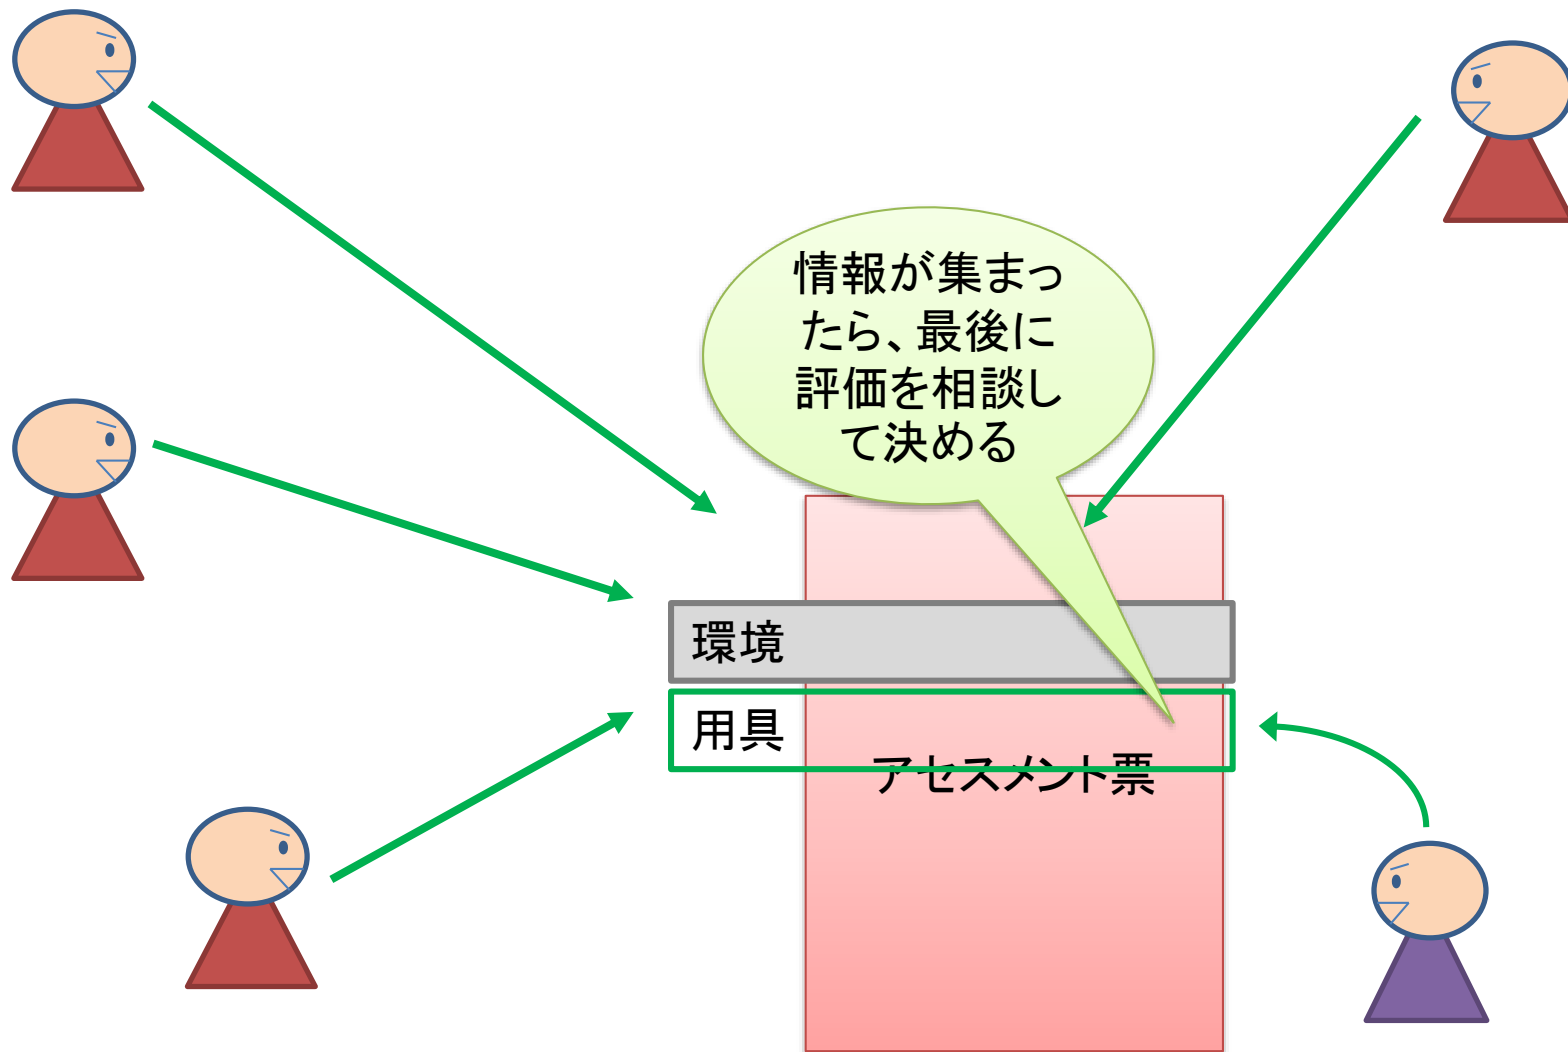 情報が集まっ
たら、最後に
評価を相談し
て決める
環境
用具
アセスメント票